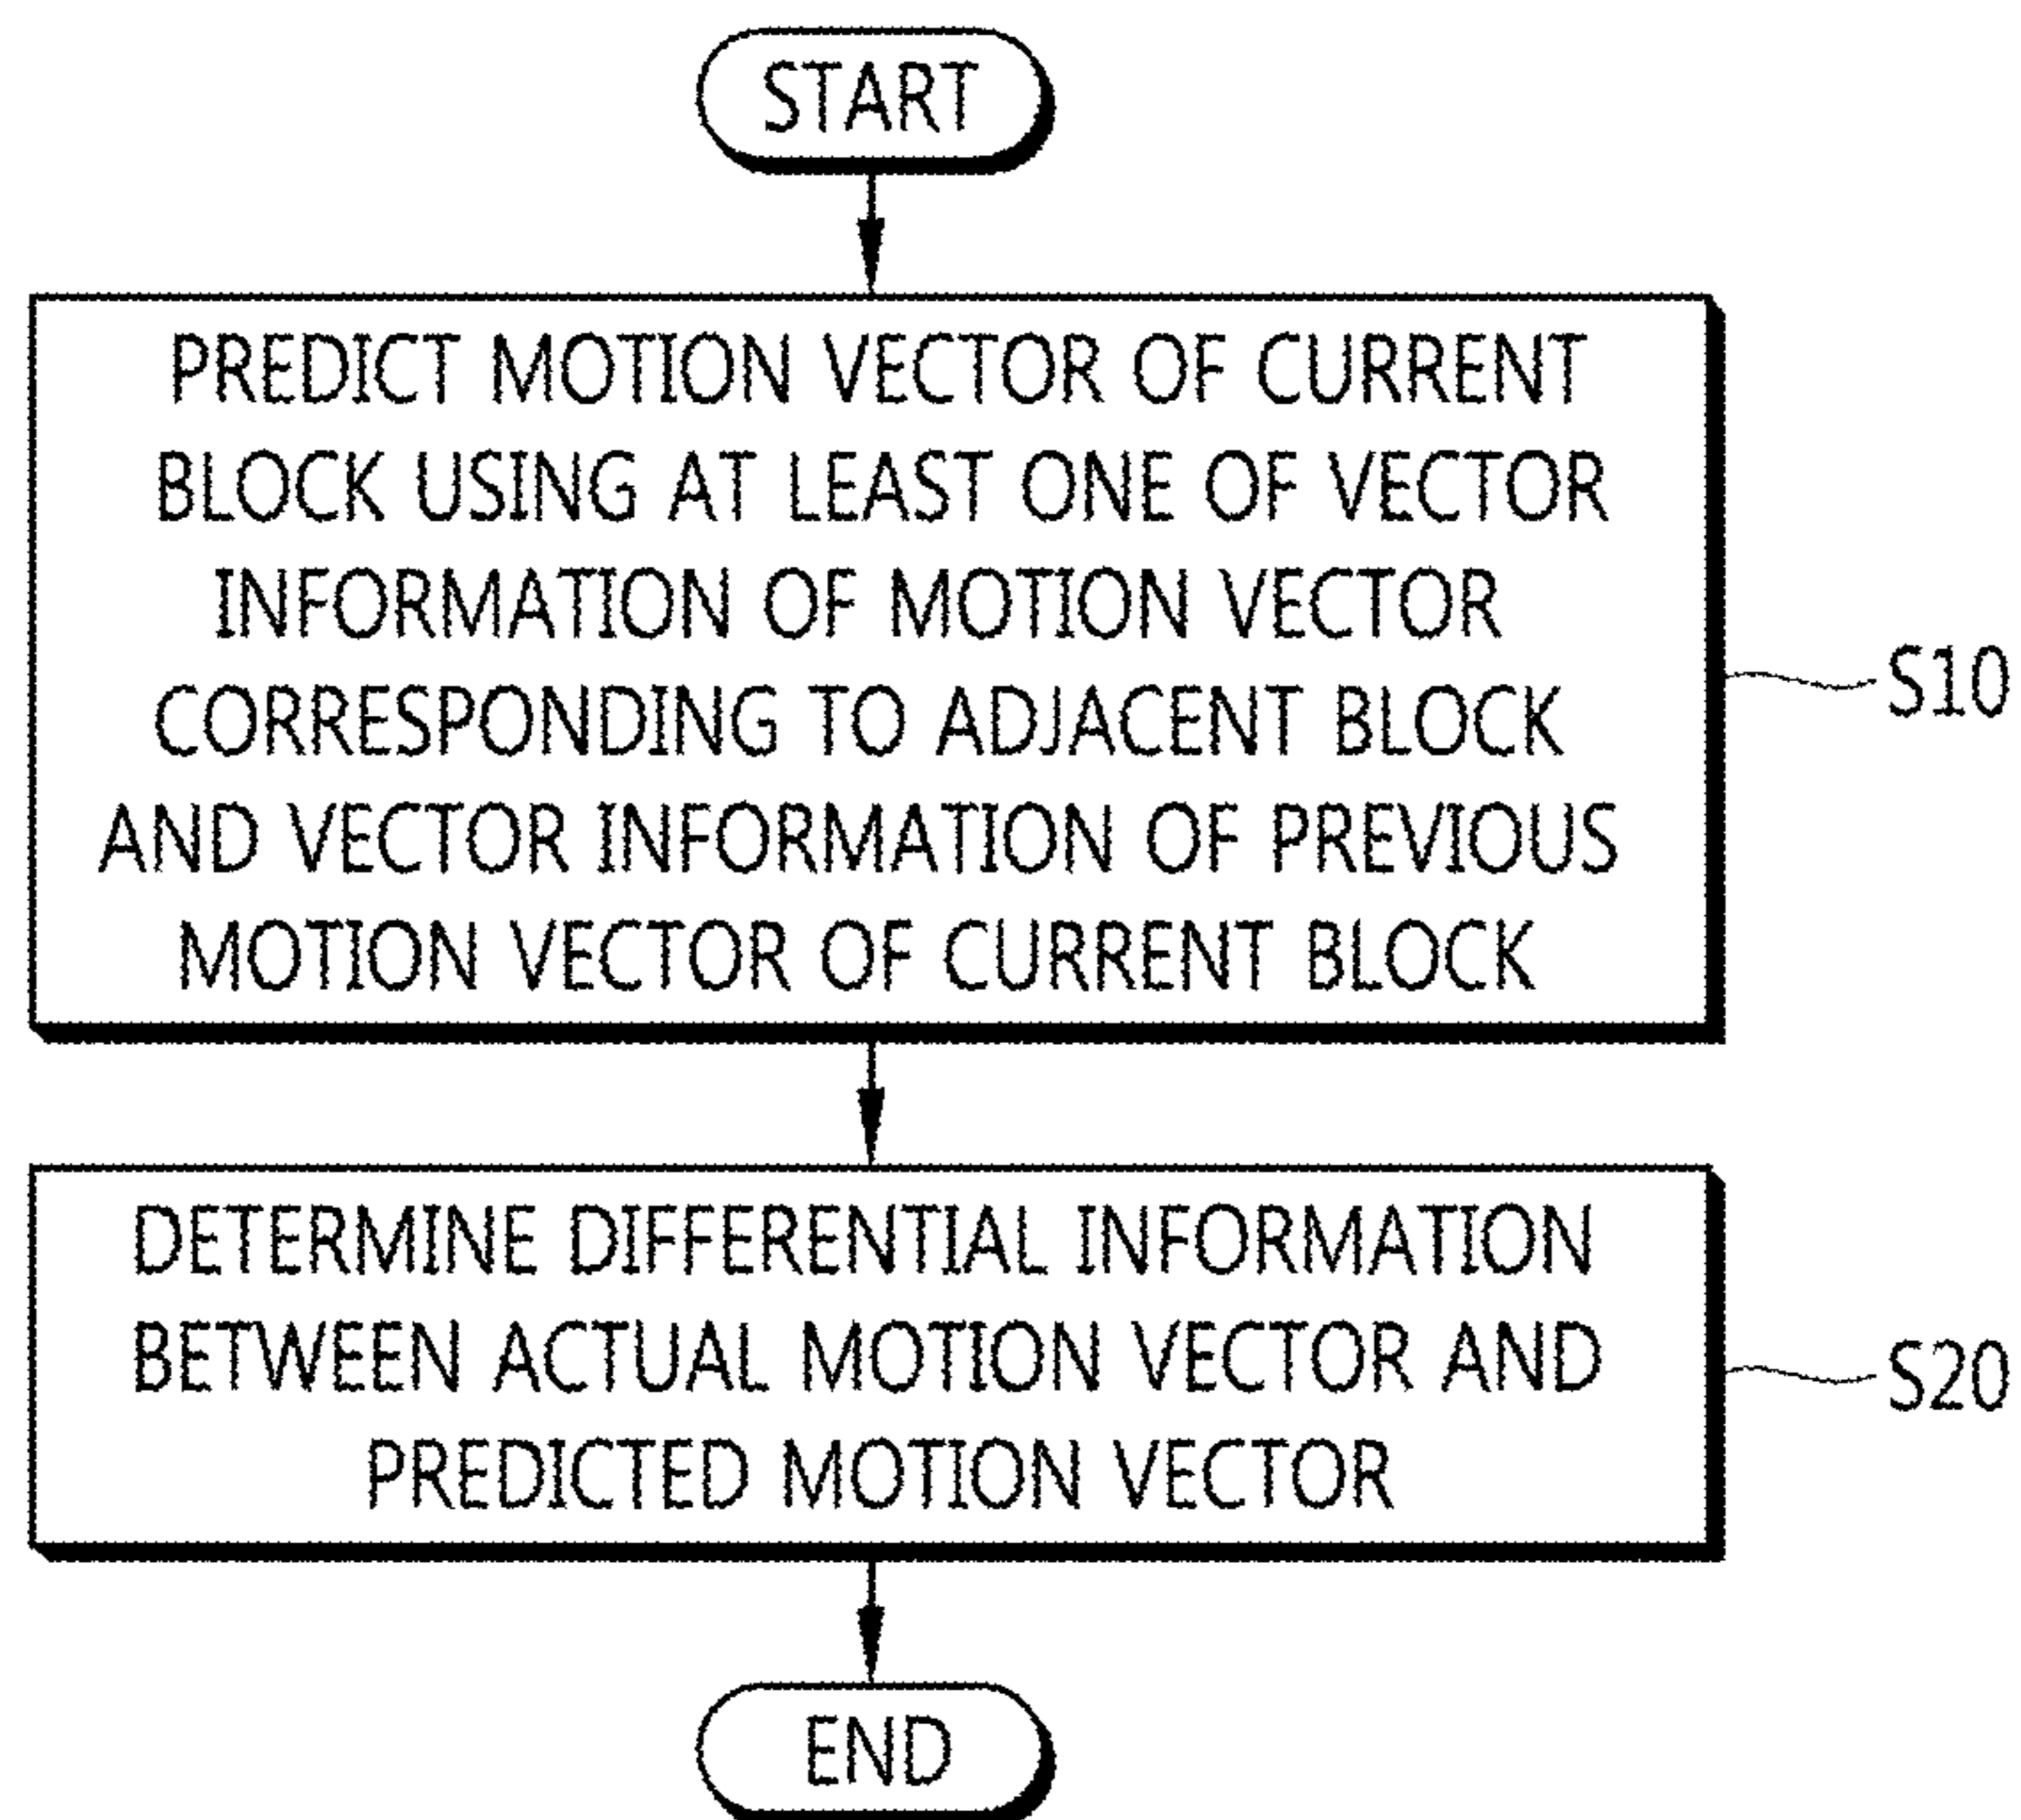 START
PREDICT MOTION VECTOR OF CURRENT
BLOCK USING AT LEAST ONE OF VECTOR
INFORMATION OF MOTION VECTOR
CORRESPONDING TO ADJACENT BLOCK
AND VECTOR INFORMATION OF PREVIOUS
MOTION VECTOR OF CURRENT BLOCK
S10
DETERMINE DIFFERENTIAL INFORMATION
BETWEEN ACTUAL MOTION VECTOR AND
PREDICTED MOTION VECTOR
S20
END